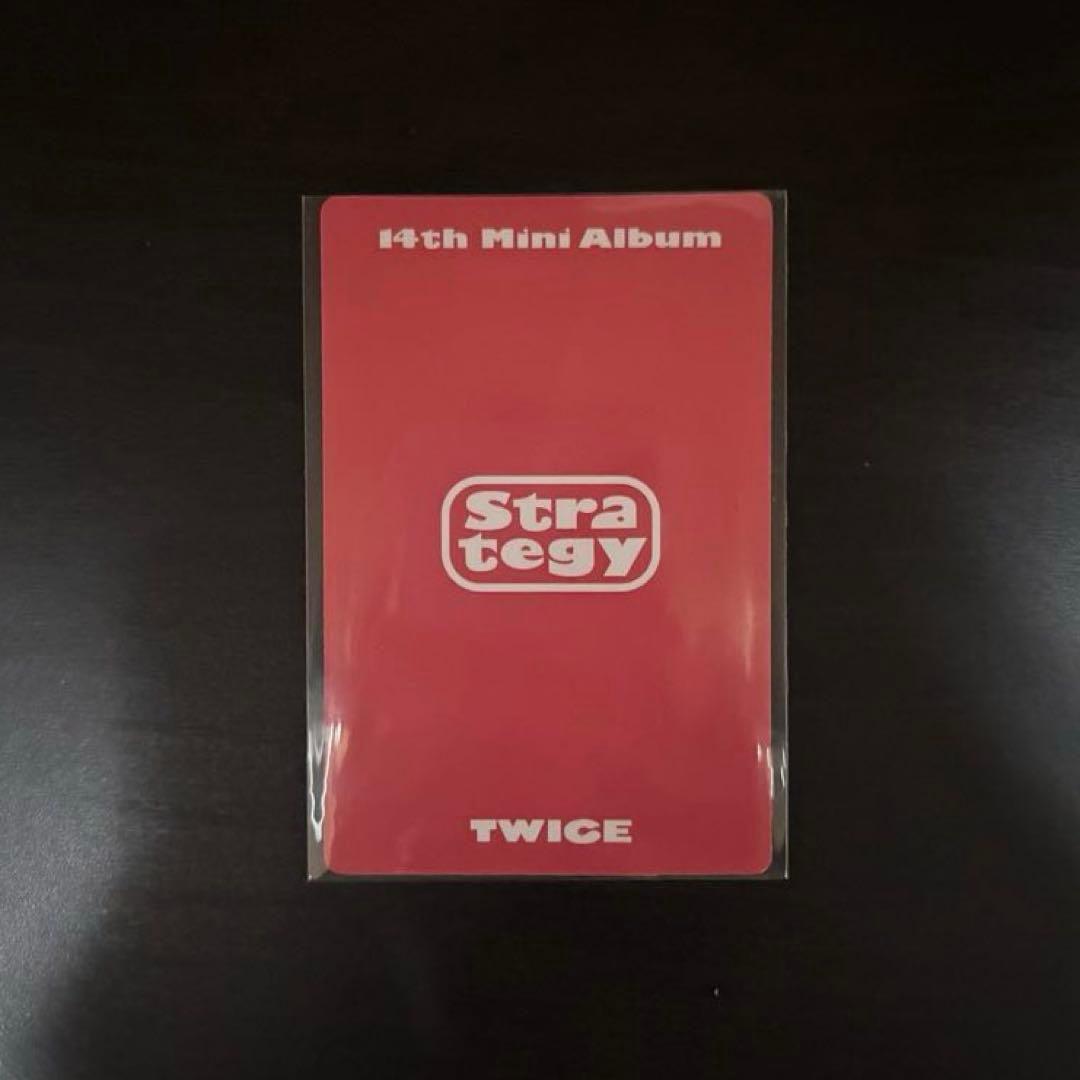 14th Mini Album
Stra
tegy
TWICE